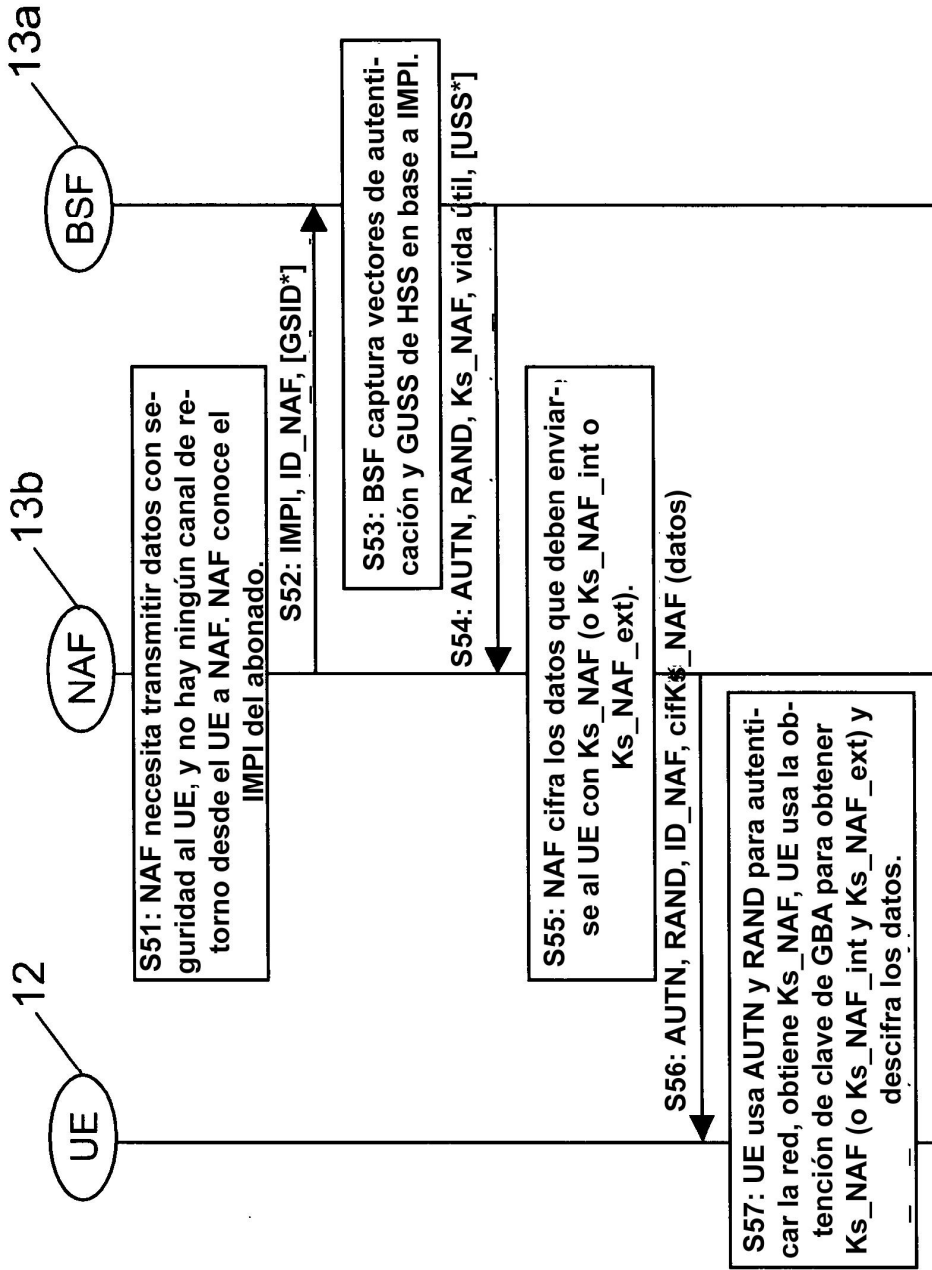 12
13b
13a
UE
NAF
BSF
S51: NAF necesita transmitir datos con se-
guridad al UE, y no hay ningún canal de re-
torno desde el UE a NAF. NAF conoce el
IMPI del abonado.
S52: IMPI, ID_NAF, [GSID*]
S53: BSF captura vectores de autenti-
cación y GUSS de HSS en base a IMPI.
S54: AUTN, RAND, Ks_NAF, vida útil, [USS*]
S55: NAF cifra los datos que deben enviar-
se al UE con Ks_NAF (o Ks_NAF_int o
Ks_NAF_ext).
S56: AUTN, RAND, ID_NAF, cifKs_NAF (datos)
S57: UE usa AUTN y RAND para autenti-
car la red, obtiene Ks_NAF, UE usa la ob-
tención de clave de GBA para obtener
Ks_NAF (o Ks_NAF_int y Ks_NAF_ext) y
descifra los datos.